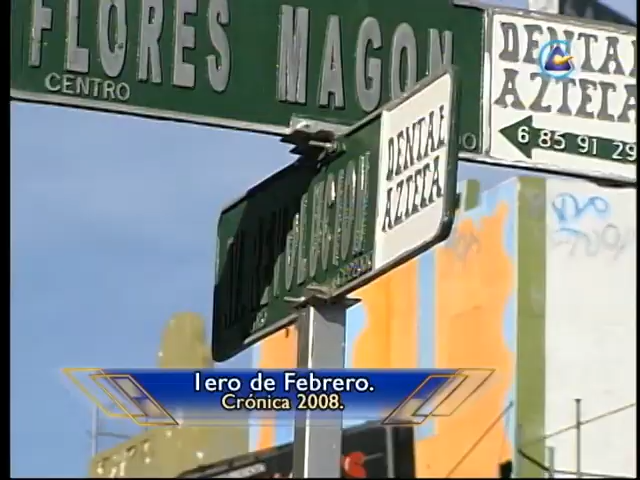 FLORES MAGON
CENTRO
DENTAL
AZTECA
6 85 91 29
DENTAL
AZTECA
1ero de Febrero.
Crónica 2008.